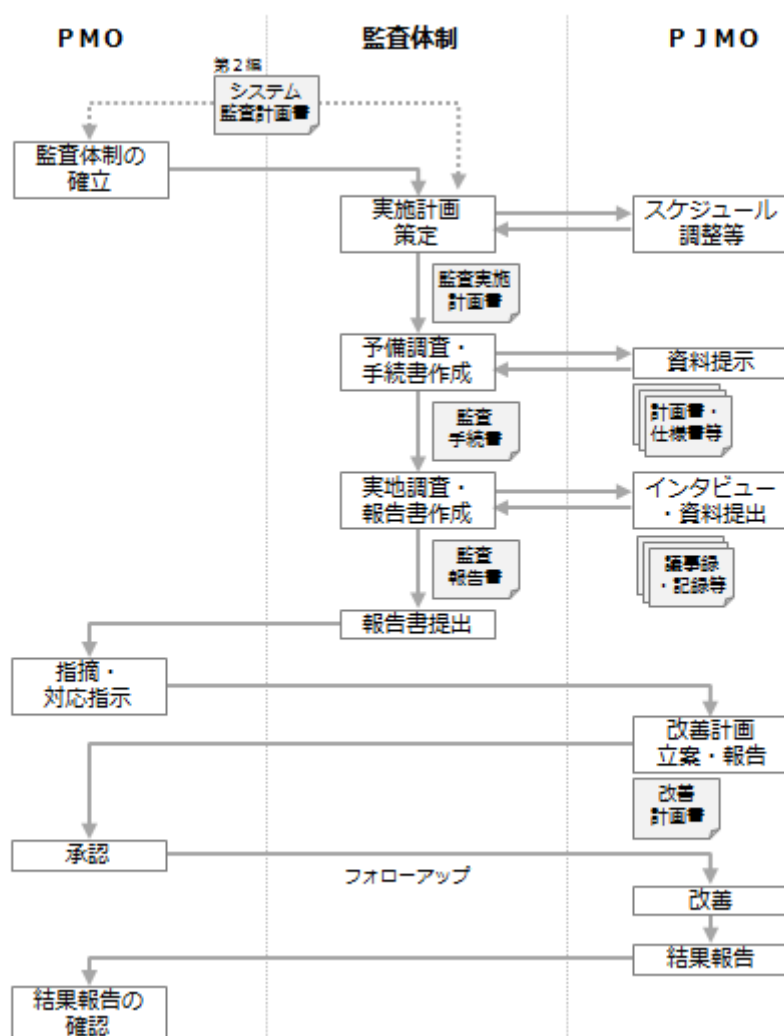 PMO
監査体制
PJMO
第2編
システム
監査計画書
監査体制の
確立
実施計画
策定
スケジュール
調整等
監査実施
計画書
予備調査・
手続書作成
資料提示
監査
手続書
計画書・
仕様書等
実地調査・
報告書作成
インタビュー
・資料提出
監査
報告書
議事録
・記録等
報告書提出
指摘・
対応指示
改善計画
立案・報告
改善
計画書
承認
フォローアップ
改善
結果報告
結果報告の
確認